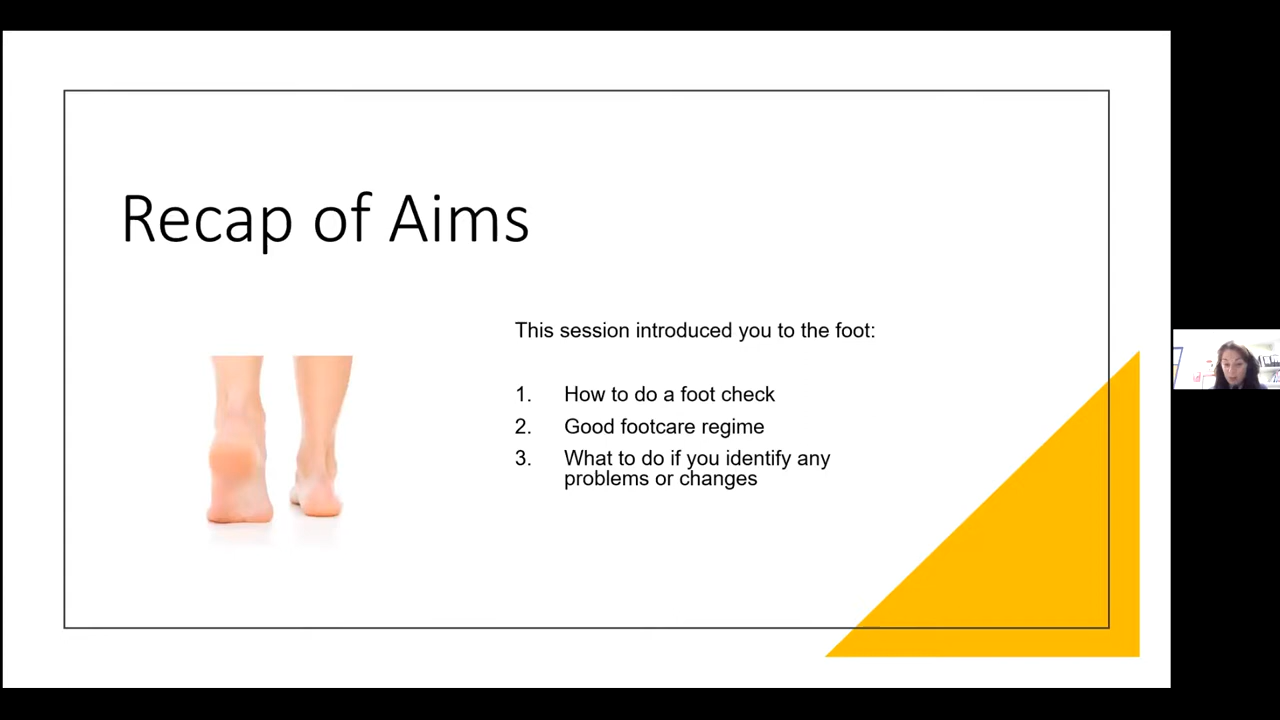 Recap of Aims
This session introduced you to the foot:
1. How to do a foot check
2. Good footcare regime
3. What to do if you identify any
problems or changes